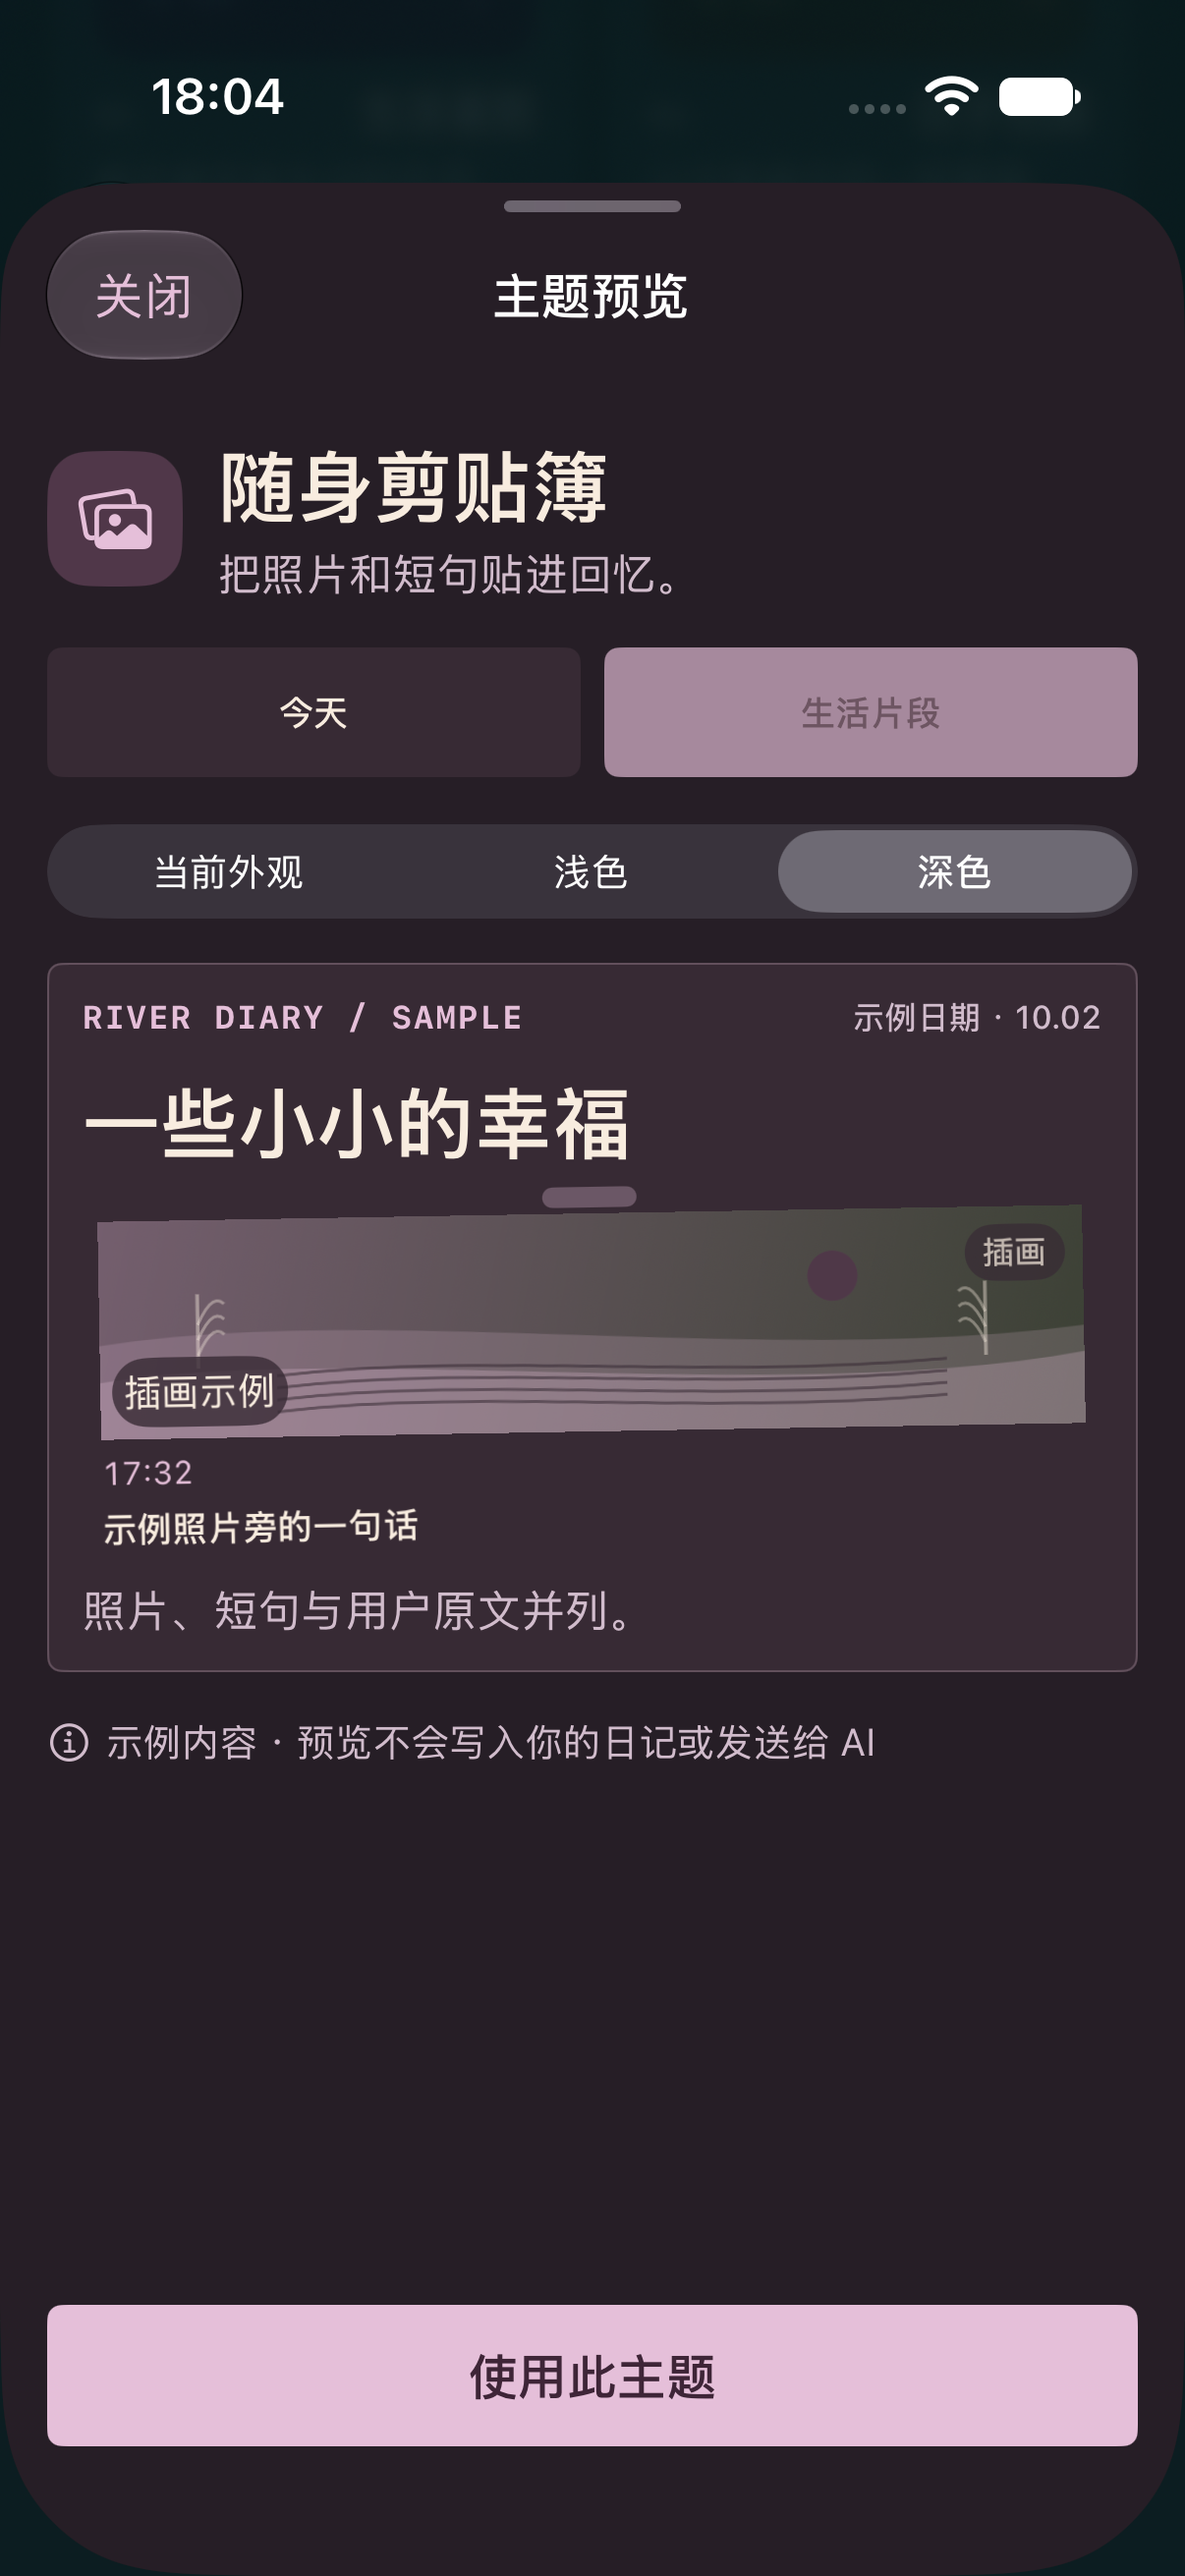 18:04
关闭
主题预览
随身剪贴簿
把照片和短句贴进回忆。
今天
生活片段
当前外观
浅色
深色
RIVER DIARY / SAMPLE
示例日期 · 10.02
一些小小的幸福
插画
插画示例
17:32
示例照片旁的一句话
照片、短句与用户原文并列。
示例内容 · 预览不会写入你的日记或发送给 AI
使用此主题